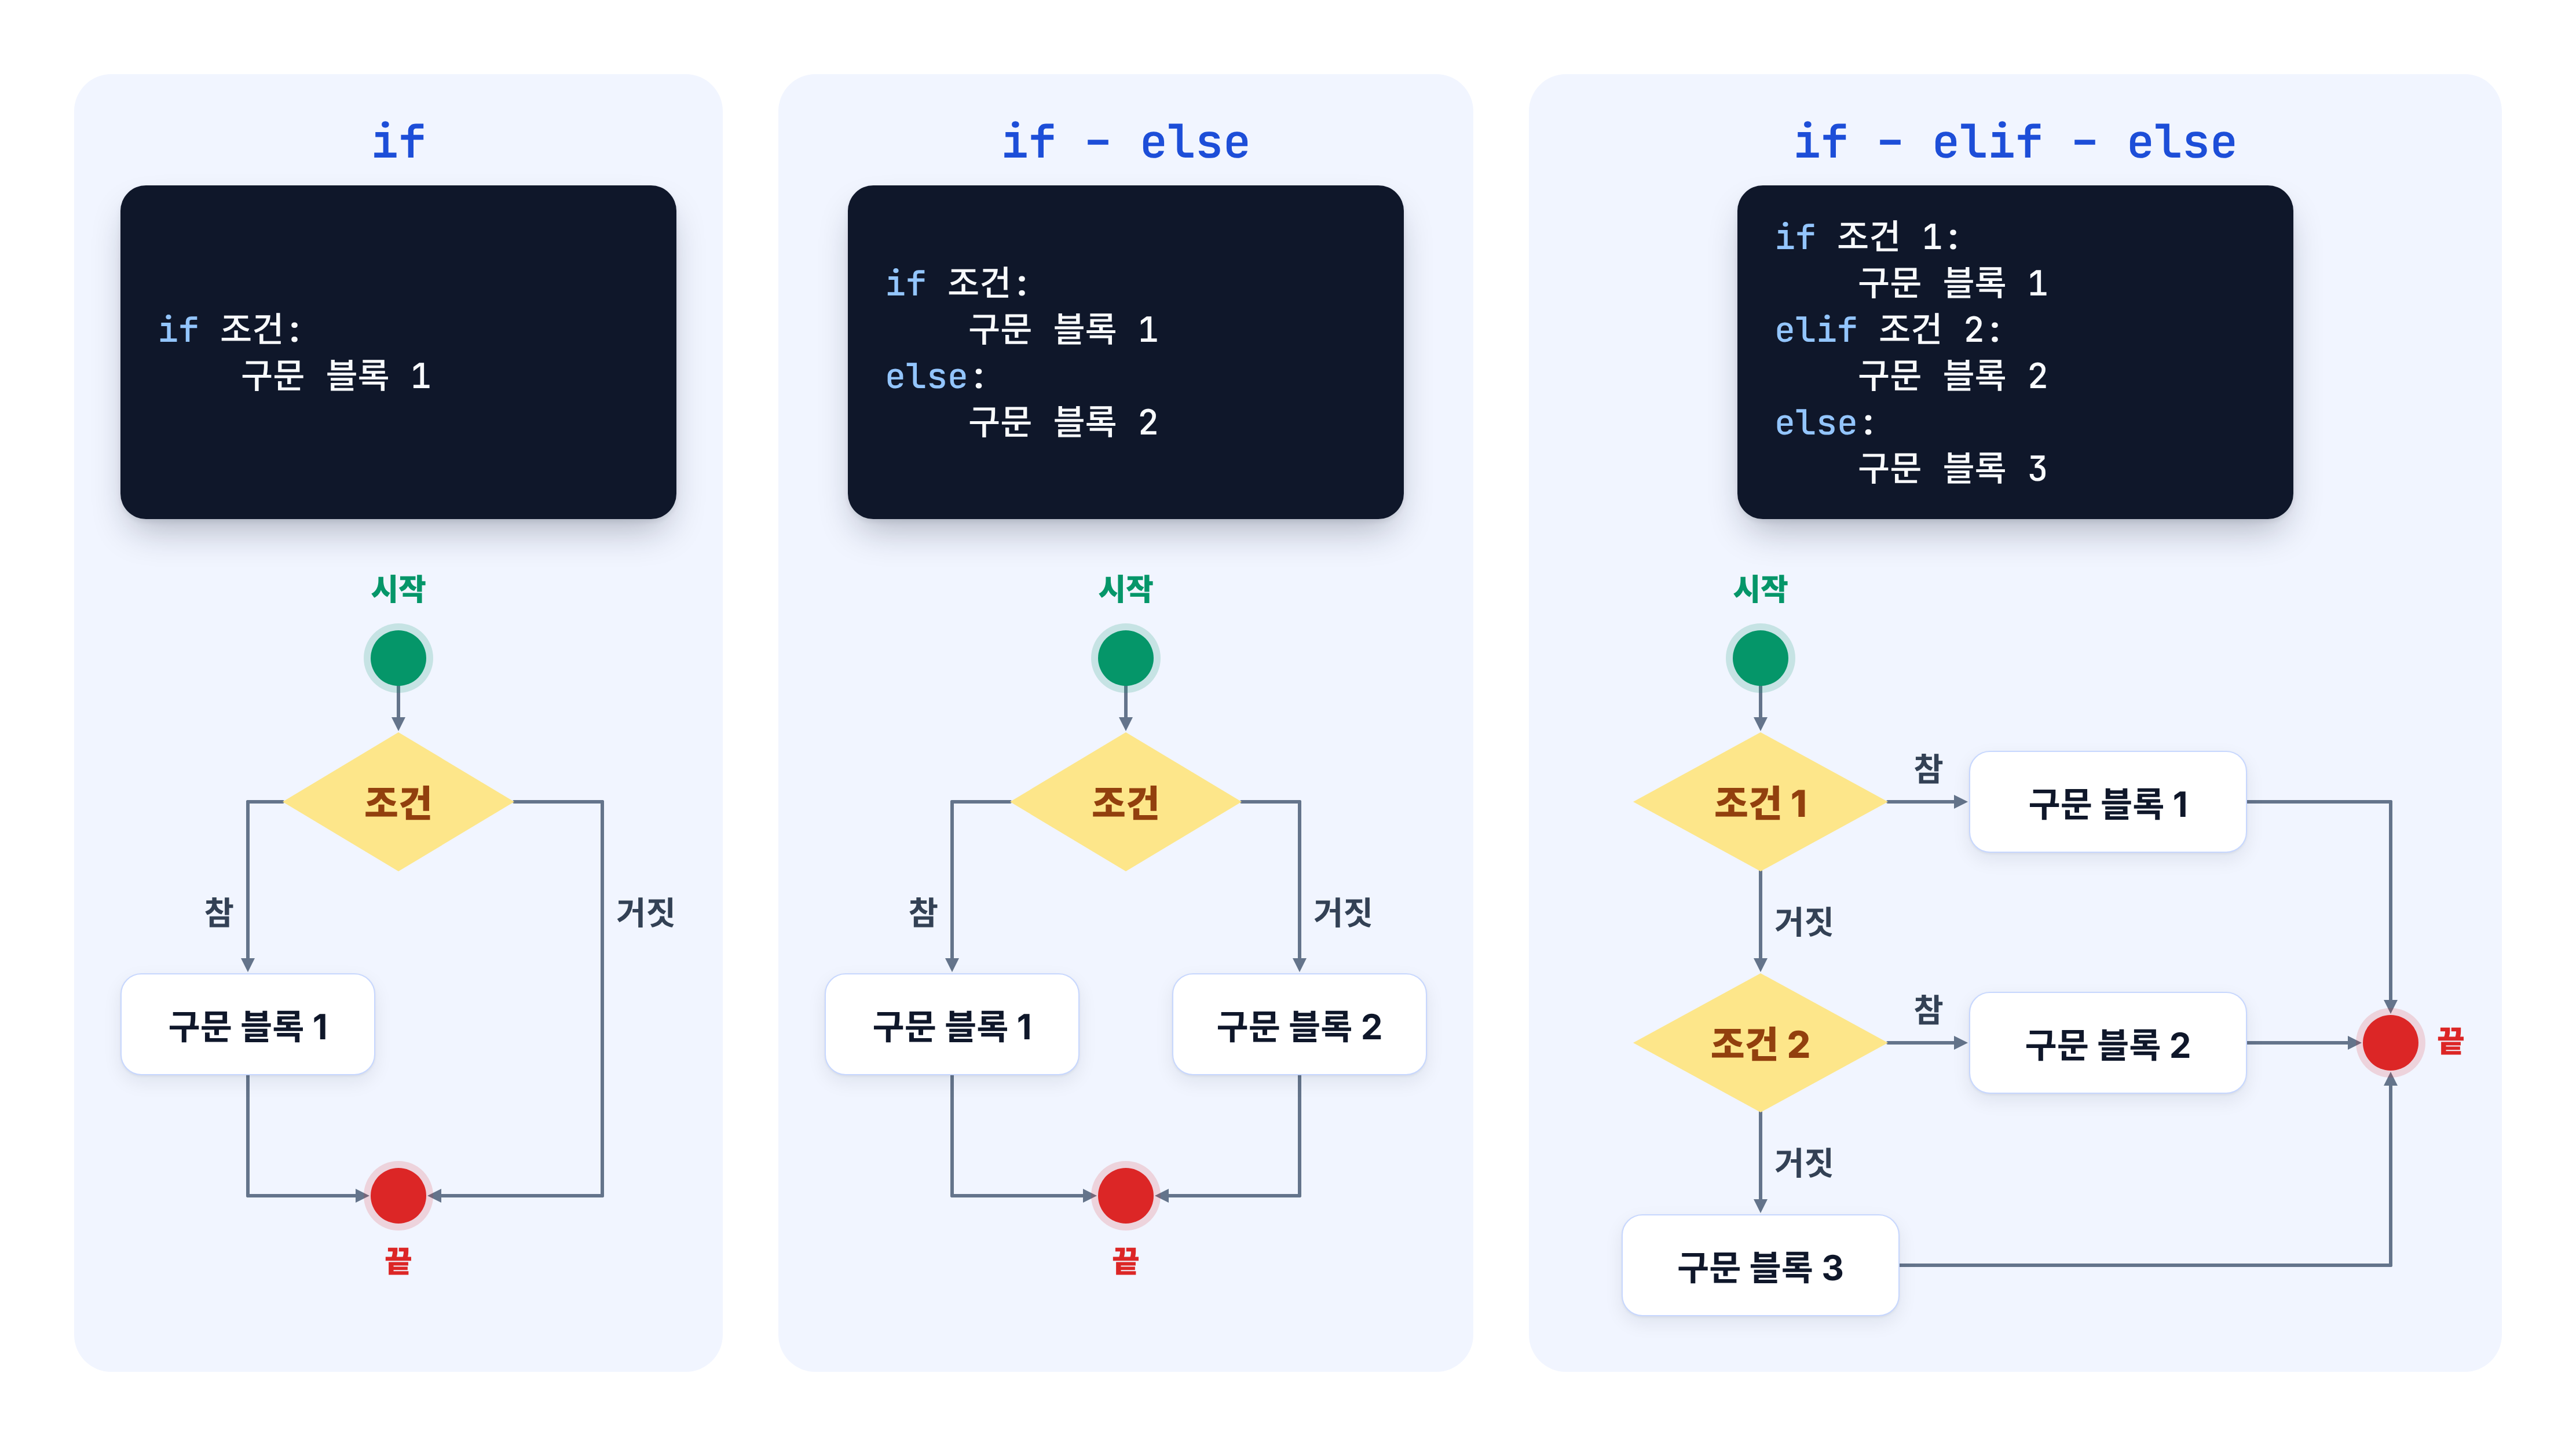 if
if 조건:
구문 블록 1
시작
조건
참
거짓
구문 블록 1
끝
if - else
if 조건:
구문 블록 1
else:
구문 블록 2
시작
조건
참
거짓
구문 블록 1
구문 블록 2
끝
if - elif - else
if 조건 1:
구문 블록 1
elif 조건 2:
구문 블록 2
else:
구문 블록 3
시작
조건 1
참
구문 블록 1
거짓
조건 2
참
구문 블록 2
끝
거짓
구문 블록 3